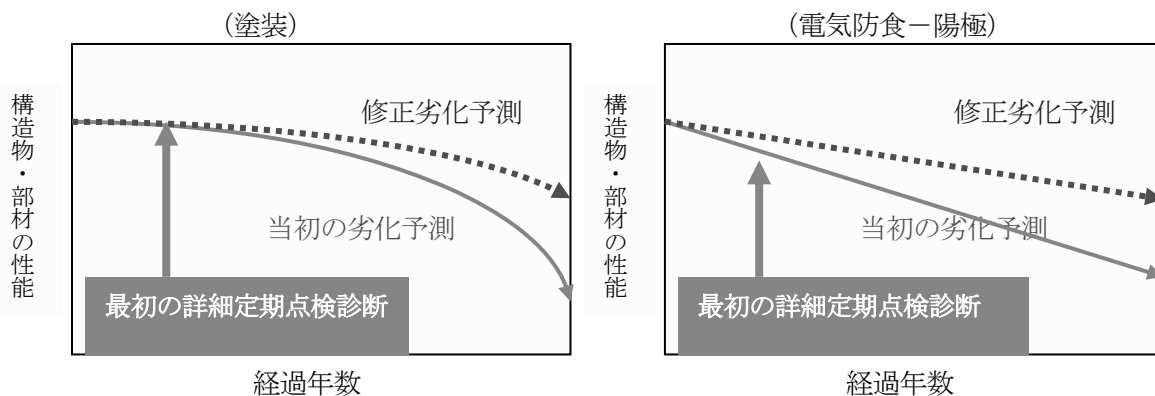 (塗装)
構造物・部材の性能
修正劣化予測
当初の劣化予測
最初の詳細定期点検診断
経過年数
(電気防食－陽極)
構造物・部材の性能
修正劣化予測
当初の劣化予測
最初の詳細定期点検診断
経過年数